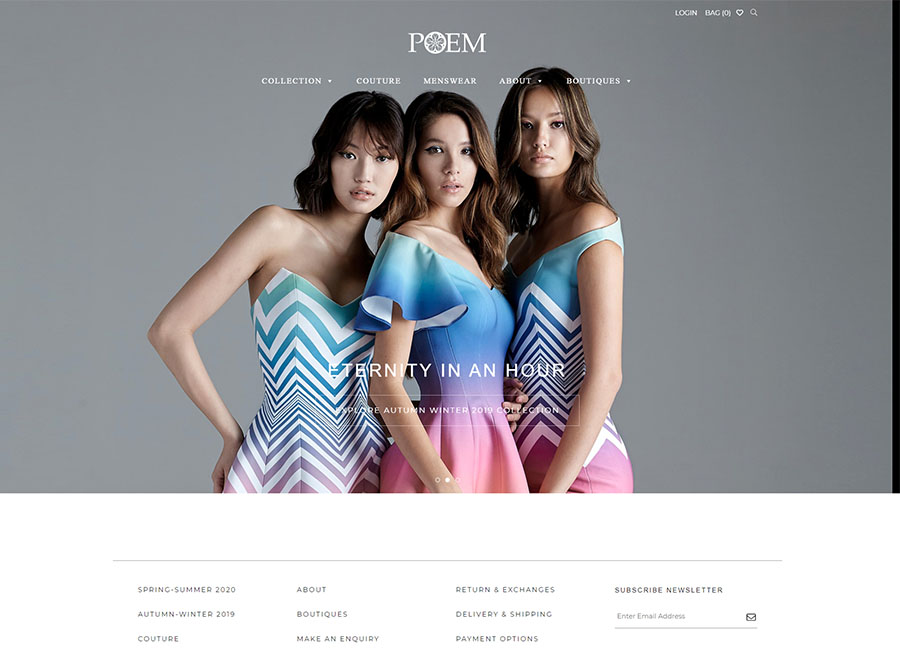 LOGIN BAG (0)
POEM
COLLECTION COUTURE MENSWEAR ABOUT BOUTIQUES
ETERNITY IN AN HOUR
EXPLORE AUTUMN WINTER 2019 COLLECTION
SPRING-SUMMER 2020 ABOUT RETURN & EXCHANGES SUBSCRIBE NEWSLETTER
AUTUMN-WINTER 2019 BOUTIQUES DELIVERY & SHIPPING Enter Email Address
COUTURE MAKE AN ENQUIRY PAYMENT OPTIONS